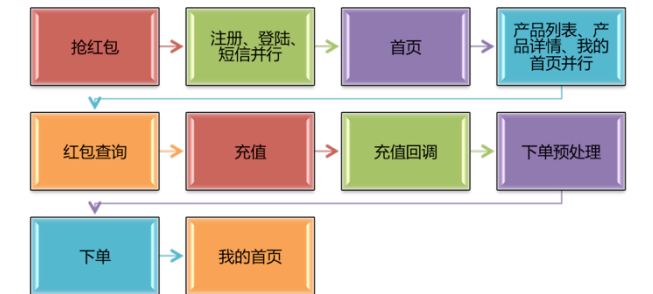 抢红包
注册、登陆、
短信并行
首页
产品列表、产
品详情、我的
首页并行
红包查询
充值
充值回调
下单预处理
下单
我的首页